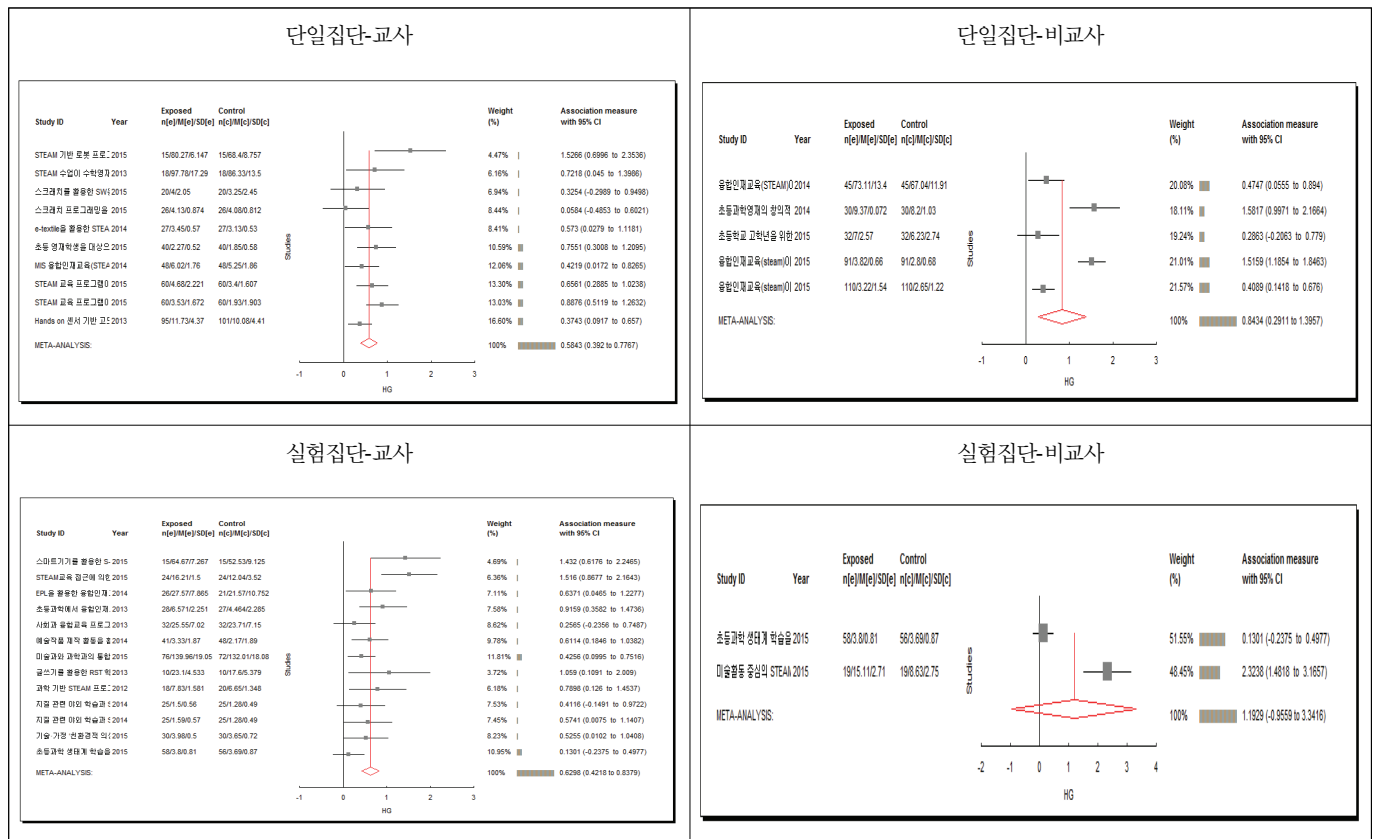 단일집단-교사
Exposed Control Weight Association measure
Study ID Year n[e]/M[e]/SD[e] n[c]/M[c]/SD[c] (%) with 95% CI
STEAM 기반 로봇 프로 2015 15/80.27/6.147 15/68.4/8.757 4.47% 1.5266 (0.6996 to 2.3536)
STEAM 수업이 수학영재 2013 18/97.78/17.29 18/86.33/13.5 6.16% 0.7218 (0.045 to 1.3986)
스크래치를 활용한 SW 2015 20/4/2.05 20/3.25/2.45 6.94% 0.3254 (-0.2989 to 0.9498)
스크래치 프로그래밍을 2015 26/4.13/0.874 26/4.08/0.812 8.44% 0.0584 (-0.4853 to 0.6021)
e-textile을 활용한 STEA 2014 27/3.45/0.57 27/3.13/0.53 8.41% 0.573 (0.0279 to 1.1181)
초등 영재학생을 대상으 2015 40/2.27/0.52 40/1.85/0.58 10.59% 0.7551 (0.3008 to 1.2095)
MIS 융합인재교육(STEA 2014 48/6.02/1.76 48/5.25/1.86 12.06% 0.4219 (0.0172 to 0.8265)
STEAM 교육 프로그램이 2015 60/4.68/2.221 60/3.4/1.607 13.30% 0.6561 (0.2885 to 1.0238)
STEAM 교육 프로그램이 2015 60/3.53/1.672 60/1.93/1.903 13.03% 0.8876 (0.5119 to 1.2632)
Hands on 센서 기반 고 2013 95/11.73/4.37 101/10.08/4.41 16.60% 0.3743 (0.0917 to 0.657)
META-ANALYSIS: 100% 0.5843 (0.392 to 0.7767)
Studies
-1 0 1 2 3
HG
단일집단-비교사
Exposed Control Weight Association measure
Study ID Year n[e]/M[e]/SD[e] n[c]/M[c]/SD[c] (%) with 95% CI
융합인재교육(STEAM)이 2014 45/73.11/13.4 45/67.04/11.91 20.08% 0.4747 (0.0555 to 0.894)
초등과학영재의 창의적 2014 30/9.37/0.072 30/8.2/1.03 18.11% 1.5817 (0.9971 to 2.1664)
초등학교 고학년을 위한 2015 32/7/2.57 32/6.23/2.74 19.24% 0.2863 (-0.2063 to 0.779)
융합인재교육(steam)이 2015 91/3.82/0.66 91/2.8/0.68 21.01% 1.5159 (1.1854 to 1.8463)
융합인재교육(steam)이 2015 110/3.22/1.54 110/2.65/1.22 21.57% 0.4089 (0.1418 to 0.676)
META-ANALYSIS: 100% 0.8434 (0.2911 to 1.3957)
Studies
-1 0 1 2 3
HG
실험집단-교사
Exposed Control Weight Association measure
Study ID Year n[e]/M[e]/SD[e] n[c]/M[c]/SD[c] (%) with 95% CI
스마트기기를 활용한 S- 2015 15/64.67/7.267 15/52.53/9.125 4.69% 1.432 (0.6176 to 2.2465)
STEAM교육 접근에 의한 2015 24/16.21/1.5 24/12.04/3.52 6.36% 1.516 (0.8677 to 2.1643)
EPL을 활용한 융합인재 2014 26/27.57/7.865 21/21.57/10.752 7.11% 0.6371 (0.0465 to 1.2277)
초등과학에서 융합인재 2013 28/6.571/2.251 27/4.464/2.285 7.58% 0.9159 (0.3582 to 1.4736)
사회과 융합교육 프로그 2013 32/25.55/7.02 32/23.71/7.15 8.62% 0.2565 (-0.2356 to 0.7487)
예술작품 제작 활동을 2014 41/3.33/1.87 48/2.17/1.89 9.78% 0.6114 (0.1846 to 1.0382)
미술과와 과학과의 통합 2015 76/139.96/19.05 72/132.01/18.08 11.81% 0.4256 (0.0995 to 0.7516)
글쓰기를 활용한 RST 2013 10/23.1/4.533 10/17.6/5.379 3.72% 1.059 (0.1091 to 2.009)
과학 기반 STEAM 프로 2012 18/7.83/1.581 20/6.65/1.348 6.18% 0.7898 (0.126 to 1.4537)
지질 관련 야외 학습과 2014 25/1.5/0.56 25/1.28/0.49 7.53% 0.4116 (-0.1491 to 0.9722)
지질 관련 야외 학습과 2014 25/1.59/0.57 25/1.28/0.49 7.45% 0.5741 (0.0075 to 1.1407)
기술·가정 친환경적 의 2015 30/3.98/0.5 30/3.65/0.72 8.23% 0.5255 (0.0102 to 1.0408)
초등과학 생태계 학습을 2015 58/3.8/0.81 56/3.69/0.87 10.95% 0.1301 (-0.2375 to 0.4977)
META-ANALYSIS: 100% 0.6298 (0.4218 to 0.8379)
Studies
-1 0 1 2 3
HG
실험집단-비교사
Exposed Control Weight Association measure
Study ID Year n[e]/M[e]/SD[e] n[c]/M[c]/SD[c] (%) with 95% CI
초등과학 생태계 학습을 2015 58/3.8/0.81 56/3.69/0.87 51.55% 0.1301 (-0.2375 to 0.4977)
미술활동 중심의 STEAM 2015 19/15.11/2.71 19/8.63/2.75 48.45% 2.3238 (1.4818 to 3.1657)
META-ANALYSIS: 100% 1.1929 (-0.9559 to 3.3416)
Studies
-2 -1 0 1 2 3 4
HG